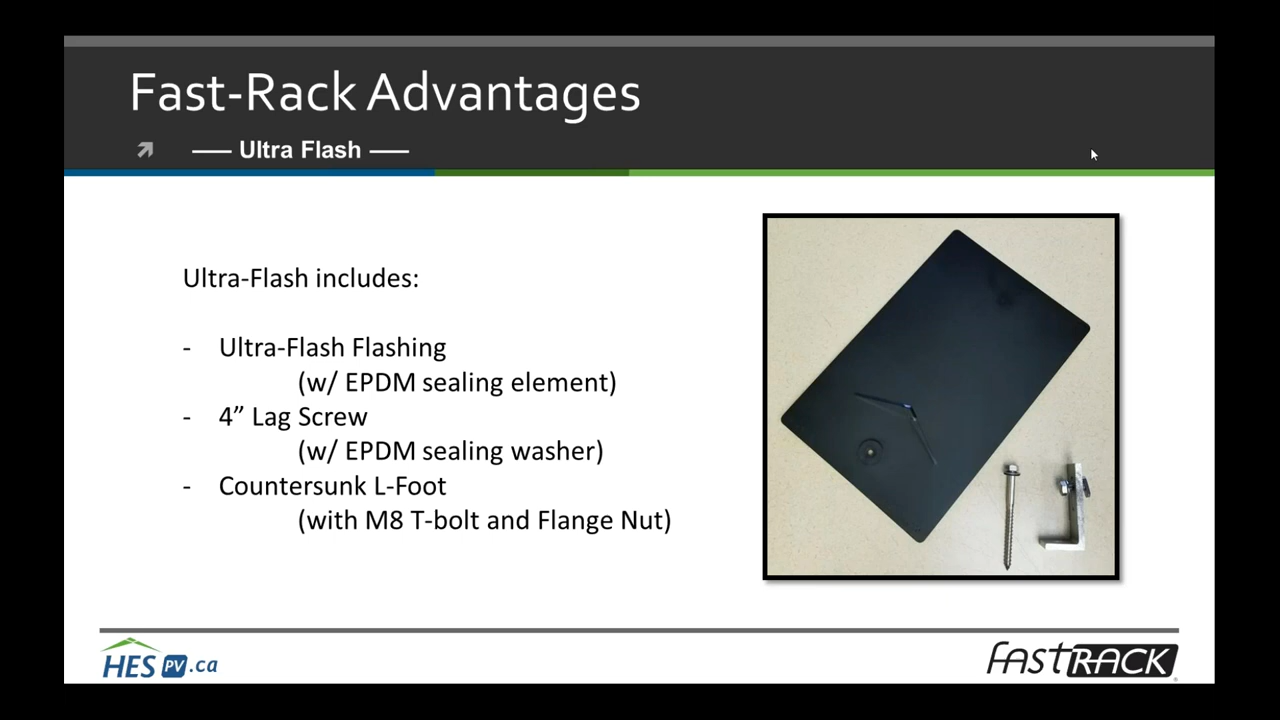 Fast-Rack Advantages
—— Ultra Flash ——
Ultra-Flash includes:
- Ultra-Flash Flashing
(w/ EPDM sealing element)
- 4” Lag Screw
(w/ EPDM sealing washer)
- Countersunk L-Foot
(with M8 T-bolt and Flange Nut)
HES PV.ca
FASTRACK